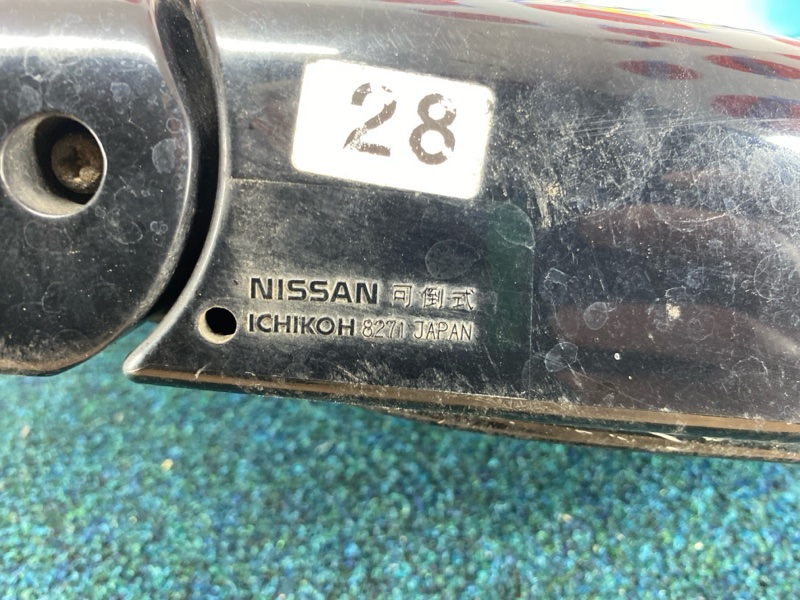 28
NISSAN 可倒式
ICHIKOH 8271 JAPAN